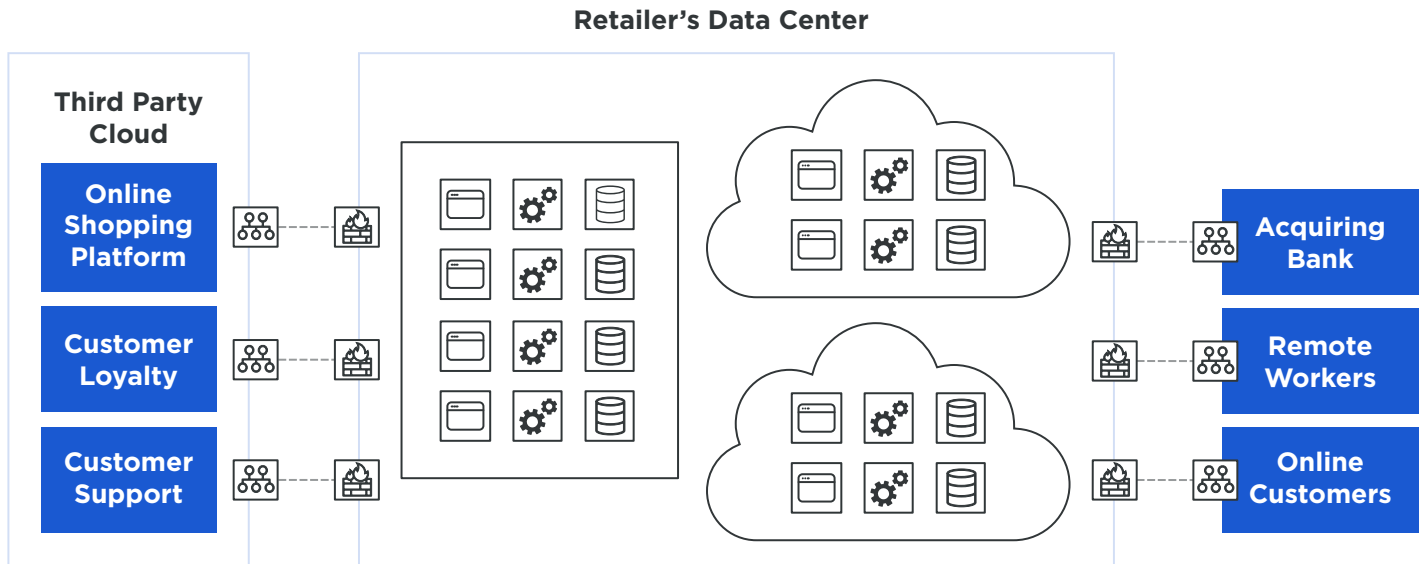 Retailer’s Data Center
Third Party
Cloud
Online
Shopping
Platform
Customer
Loyalty
Customer
Support
Acquiring
Bank
Remote
Workers
Online
Customers